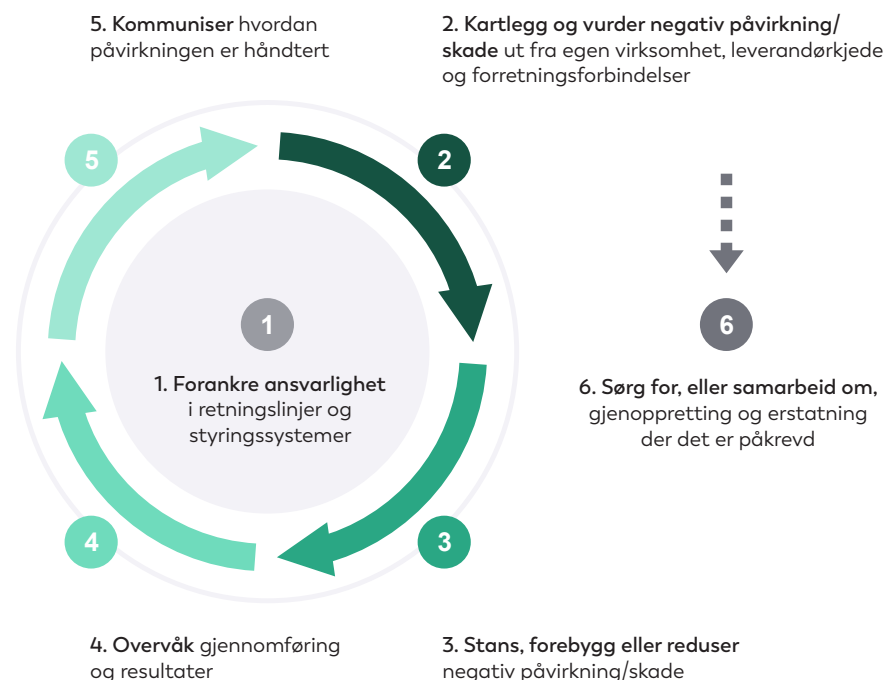 5. Kommuniser hvordan
påvirkningen er håndtert
2. Kartlegg og vurder negativ påvirkning/
skade ut fra egen virksomhet, leverandørkjede
og forretningsforbindelser
5
2
1
1. Forankre ansvarlighet
i retningslinjer og
styringssystemer
6
6. Sørg for, eller samarbeid om,
gjenoppretting og erstatning
der det er påkrevd
4
3
4. Overvåk gjennomføring
og resultater
3. Stans, forebygg eller reduser
negativ påvirkning/skade